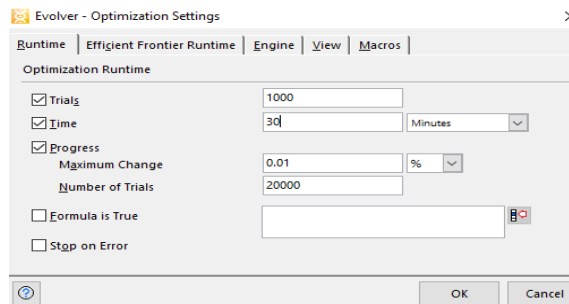 Evolver - Optimization Settings
Runtime Efficient Frontier Runtime Engine View Macros
Optimization Runtime
Trials 1000
Time 30 Minutes
Progress
Maximum Change 0.01 %
Number of Trials 20000
Formula is True
Stop on Error
OK Cancel